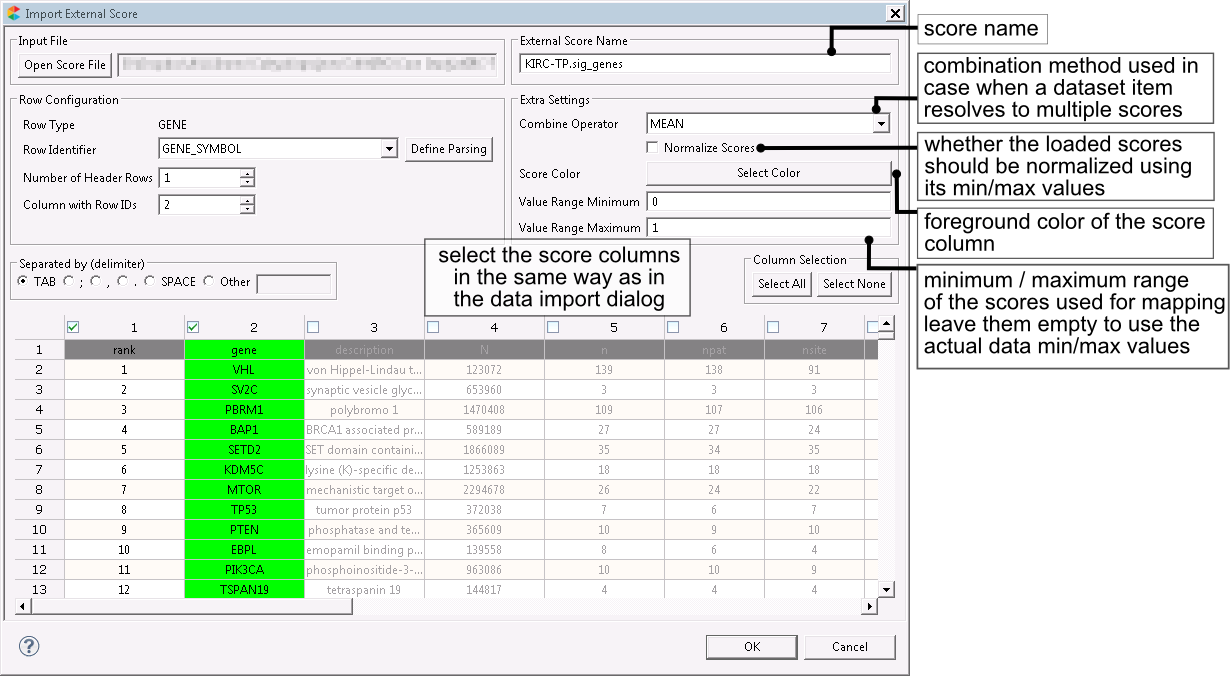 Import External Score
Input File
Open Score File
External Score Name
KIRC-TP.sig_genes
score name
Row Configuration
Row Type GENE
Row Identifier GENE_SYMBOL Define Parsing
Number of Header Rows 1
Column with Row IDs 2
Extra Settings
Combine Operator MEAN
Normalize Scores
Score Color Select Color
Value Range Minimum 0
Value Range Maximum 1
combination method used in
case when a dataset item
resolves to multiple scores
whether the loaded scores
should be normalized using
its min/max values
foreground color of the score
column
minimum / maximum range
of the scores used for mapping
leave them empty to use the
actual data min/max values
select the score columns
in the same way as in
the data import dialog
Separated by (delimiter)
TAB ; , . SPACE Other
Column Selection
Select All Select None
1 2 3 4 5 6 7
1 rank gene description N n npat nsite
2 1 VHL von Hippel-Lindau t... 123072 139 138 91
3 2 SV2C synaptic vesicle glyc... 653960 3 3 3
4 3 PBRM1 polybromo 1 1470408 109 107 106
5 4 BAP1 BRCA1 associated pr... 589189 27 27 24
6 5 SETD2 SET domain containi... 1866089 35 34 35
7 6 KDM5C lysine (K)-specific de... 1253863 18 18 18
8 7 MTOR mechanistic target o... 2294678 26 24 22
9 8 TP53 tumor protein p53 372038 7 6 7
10 9 PTEN phosphatase and te... 365609 10 9 10
11 10 EBPL emopamil binding p... 139558 8 6 4
12 11 PIK3CA phosphoinositide-3-... 963086 10 10 9
13 12 TSPAN19 tetraspanin 19 144817 4 4 4
?
OK Cancel